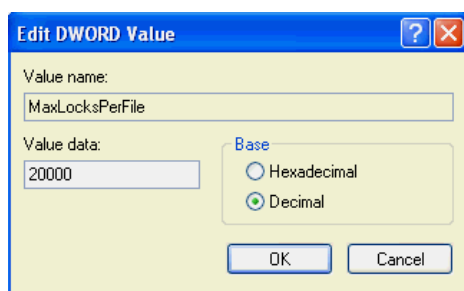 Edit DWORD Value
Value name:
MaxLocksPerFile
Value data:
20000
Base
Hexadecimal
Decimal
OK
Cancel